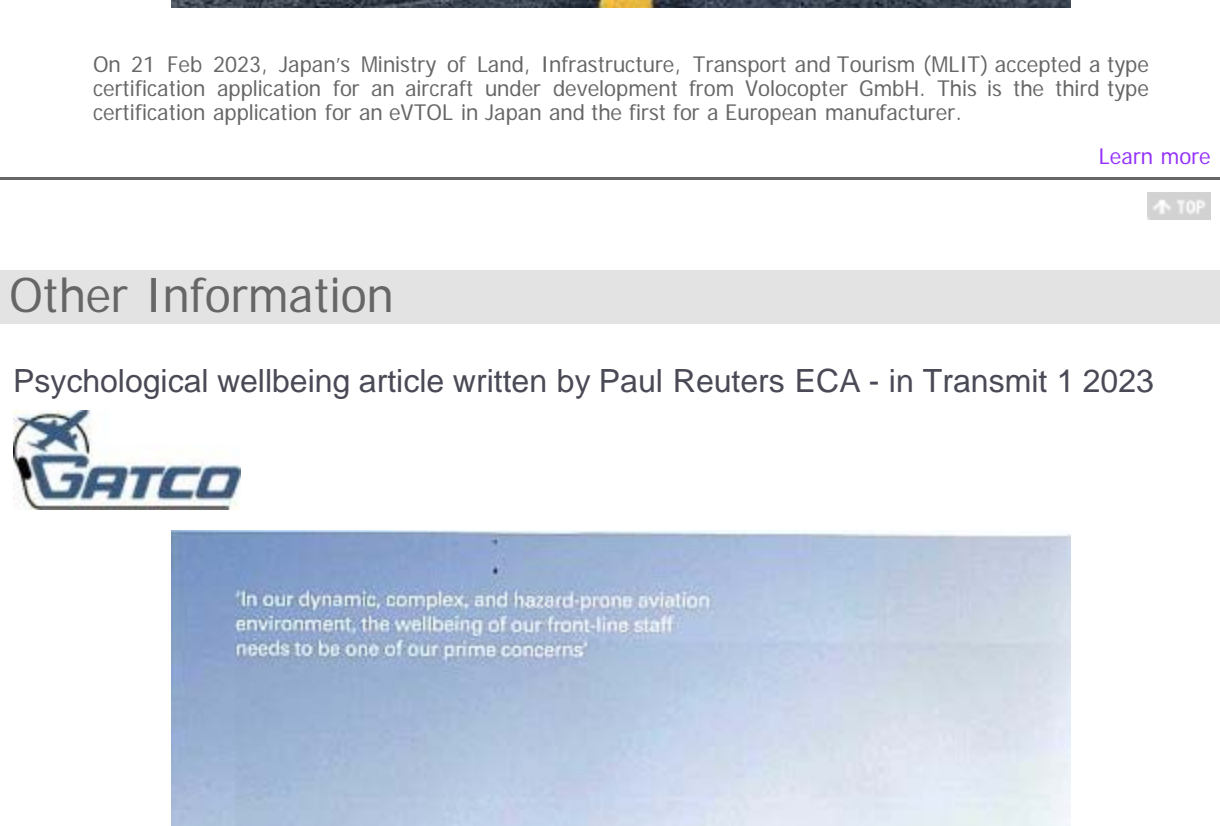 On 21 Feb 2023, Japan's Ministry of Land, Infrastructure, Transport and Tourism (MLIT) accepted a type
certification application for an aircraft under development from Volocopter GmbH. This is the third type
certification application for an eVTOL in Japan and the first for a European manufacturer.
Learn more
TOP
Other Information
Psychological wellbeing article written by Paul Reuters ECA - in Transmit 1 2023
GATCO
'In our dynamic, complex, and hazard-prone aviation
environment, the wellbeing of our front-line staff
needs to be one of our prime concerns'